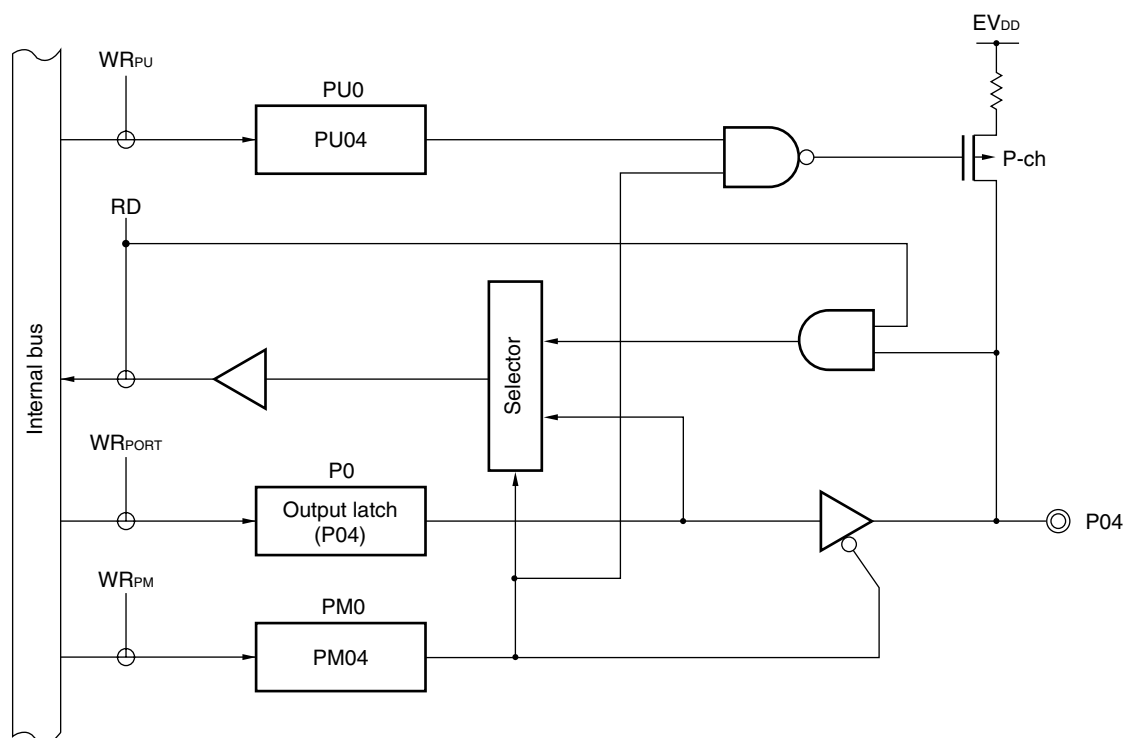 EVDD
WRPU
PU0
PU04
P-ch
RD
Internal bus
Selector
WRPORT
P0
Output latch
(P04)
P04
WRPM
PM0
PM04